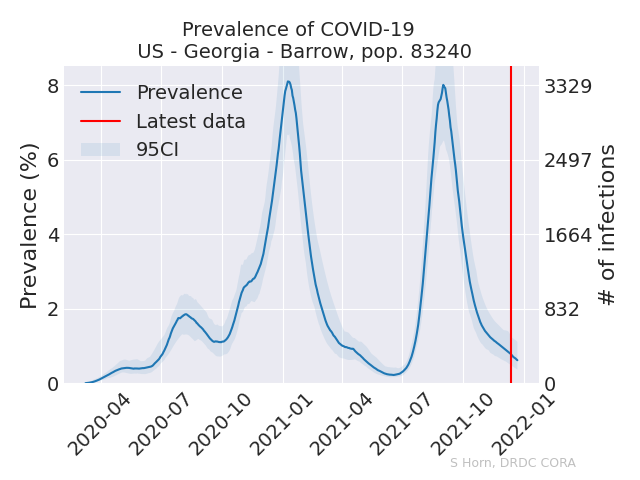 Prevalence of COVID-19
US - Georgia - Barrow, pop. 83240
Prevalence
Latest data
95CI
Prevalence (%)
8
6
4
2
0
3329
2497
1664
832
0
# of infections
2020-04
2020-07
2020-10
2021-01
2021-04
2021-07
2021-10
2022-01
S Horn, DRDC CORA